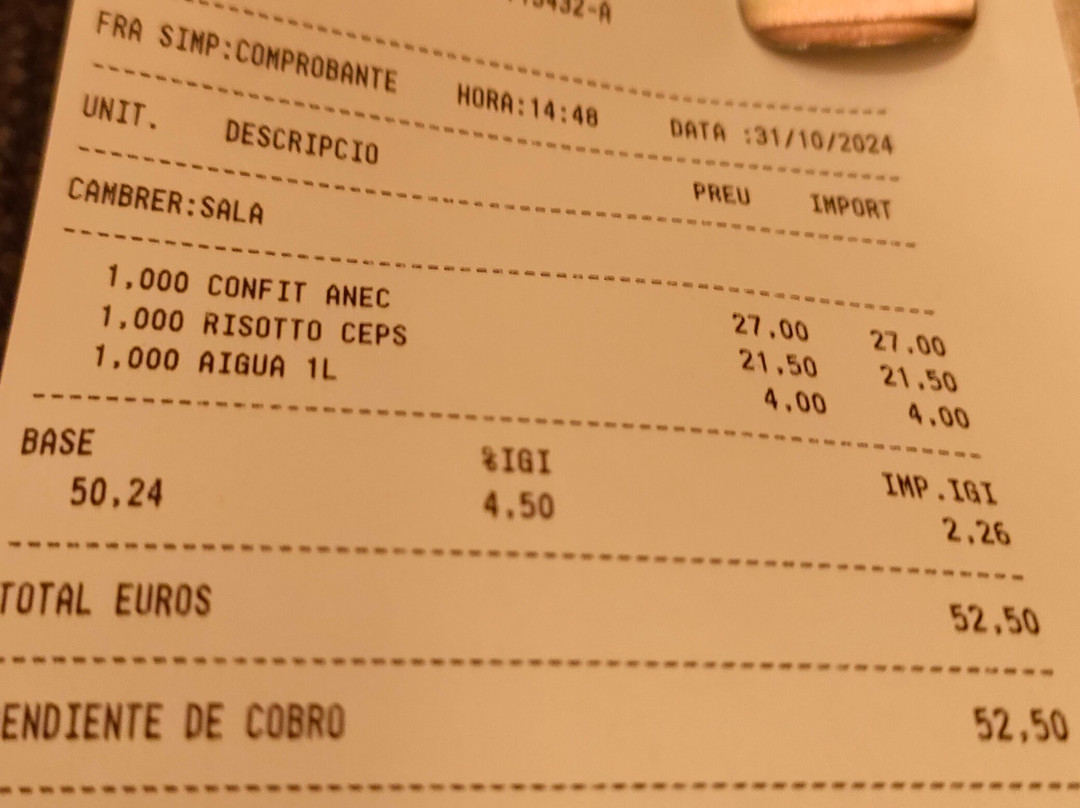 FRA SIMP:COMPROBANTE HORA:14:48 DATA :31/10/2024
UNIT. DESCRIPCIO PREU IMPORT
CAMBRER:SALA
1,000 CONFIT ANEC 27.00 27.00
1,000 RISOTTO CEPS 21,50 21,50
1,000 AIGUA 1L 4.00 4.00
BASE %IGI IMP.IGI
50,24 4.50 2,26
TOTAL EUROS 52,50
ENDIENTE DE COBRO 52,50